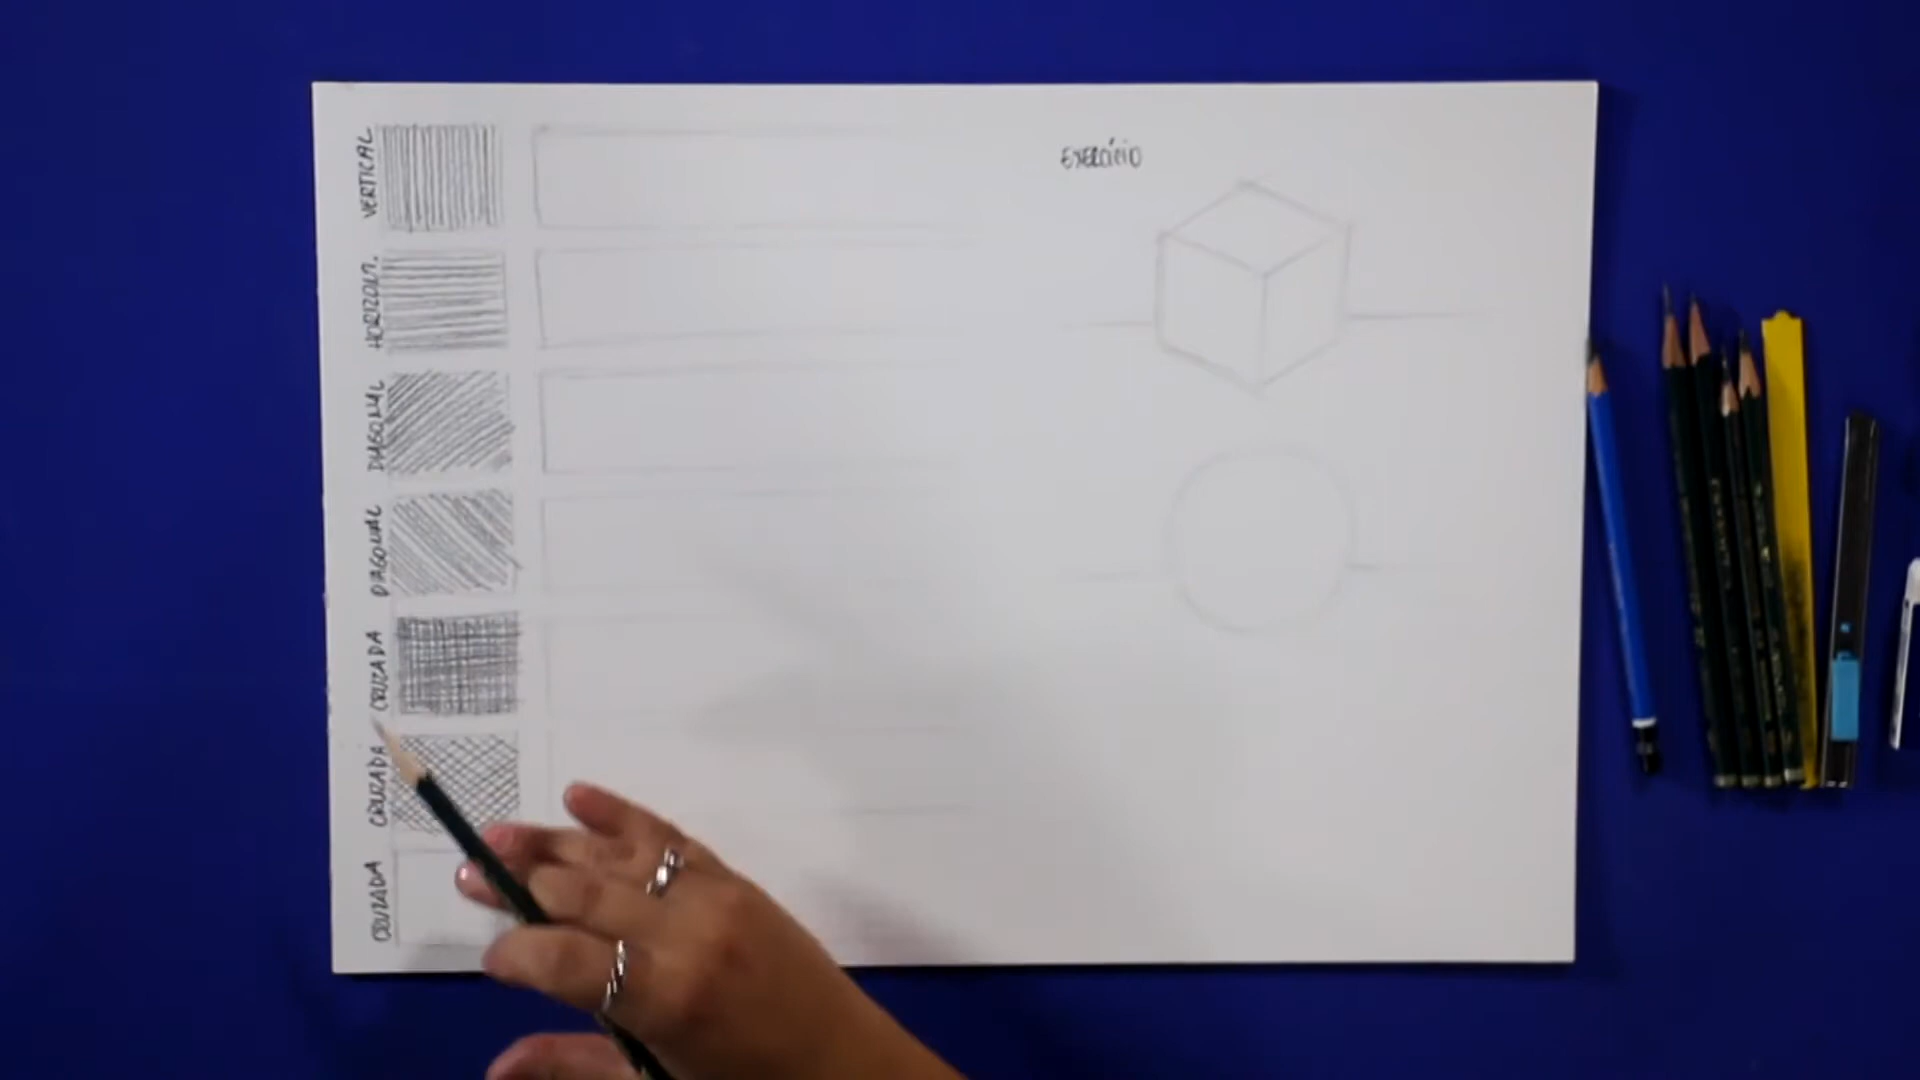 VERTICAL
HORIZONT.
DIAGONAL
DIAGONAL
CRUZADA
CRUZADA
CRUZADA
EXERCÍCIO